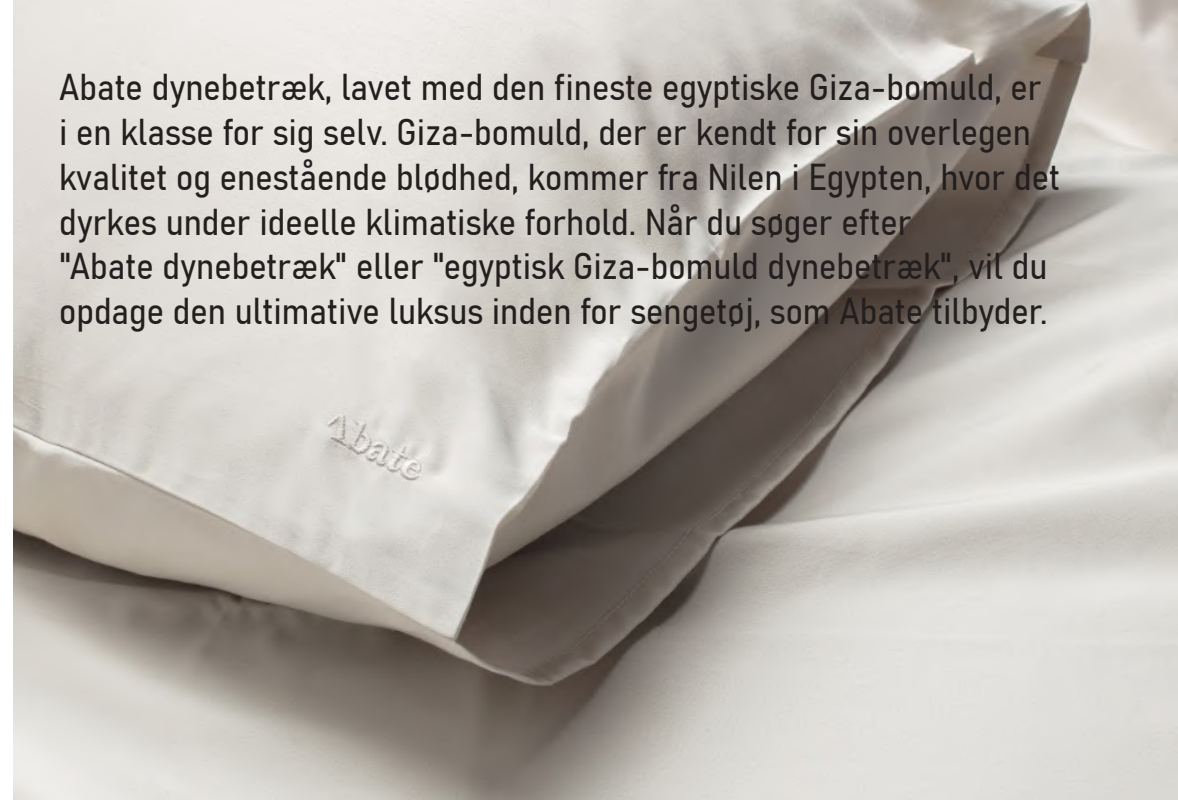 Abate dynebetræk, lavet med den fineste egyptiske Giza-bomuld, er
i en klasse for sig selv. Giza-bomuld, der er kendt for sin overlegen
kvalitet og enestående blødhed, kommer fra Nilen i Egypten, hvor det
dyrkes under ideelle klimatiske forhold. Når du søger efter
"Abate dynebetræk" eller "egyptisk Giza-bomuld dynebetræk", vil du
opdage den ultimative luksus inden for sengetøj, som Abate tilbyder.
Abate